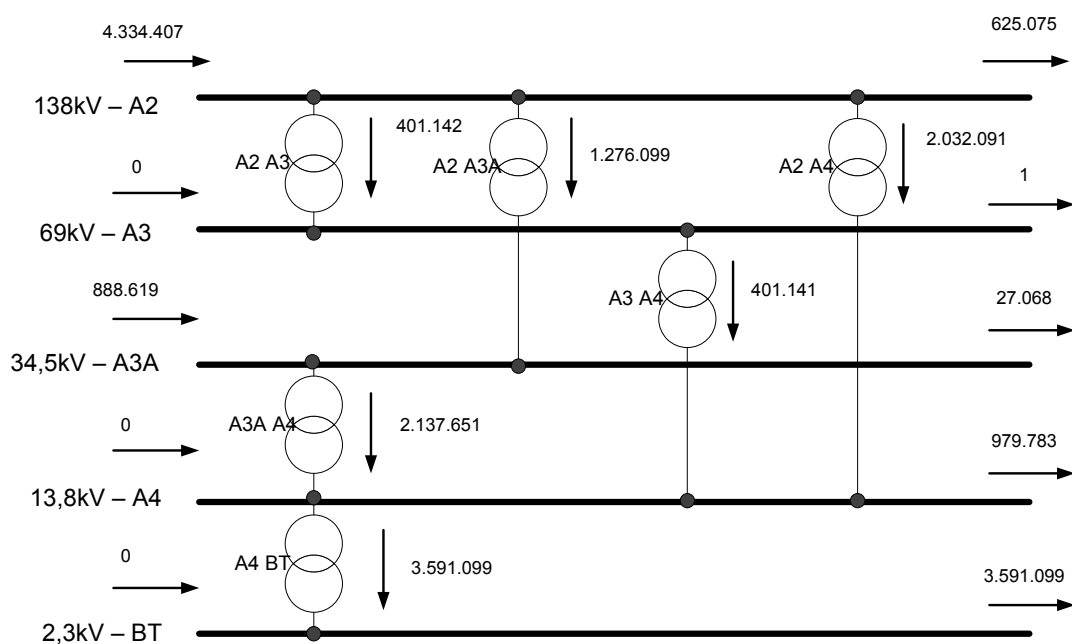 4.334.407
625.075
138kV – A2
401.142
2.032.091
A2 A3
A2 A3A
1.276.099
A2 A4
0
1
69kV – A3
888.619
A3 A4
401.141
27.068
34,5kV – A3A
0
A3A A4
2.137.651
979.783
13,8kV – A4
0
A4 BT
3.591.099
3.591.099
2,3kV – BT